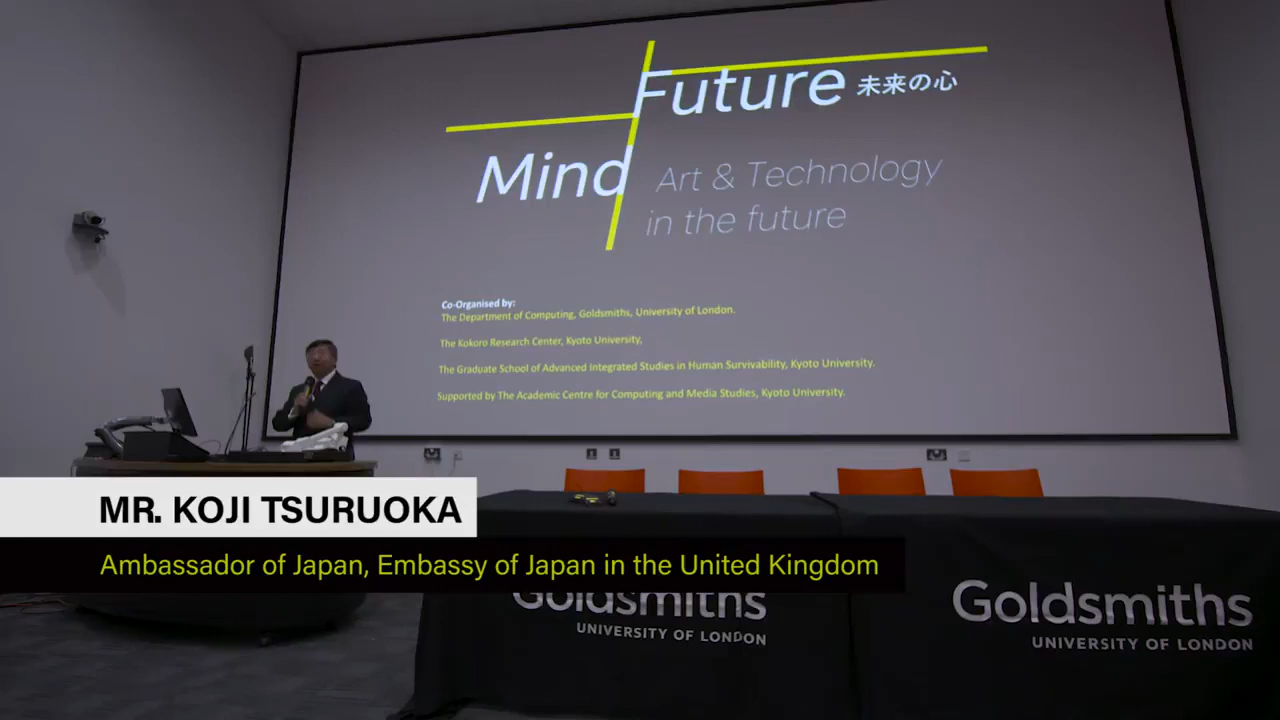 Future 未来の心
Mind Art & Technology
in the future
Co-Organised by:
The Department of Computing, Goldsmiths, University of London.
The Kokoro Research Center, Kyoto University,
The Graduate School of Advanced Integrated Studies in Human Survivability, Kyoto University.
Supported by The Academic Centre for Computing and Media Studies, Kyoto University.
MR. KOJI TSURUOKA
Ambassador of Japan, Embassy of Japan in the United Kingdom
Goldsmiths
UNIVERSITY OF LONDON
Goldsmiths
UNIVERSITY OF LONDON